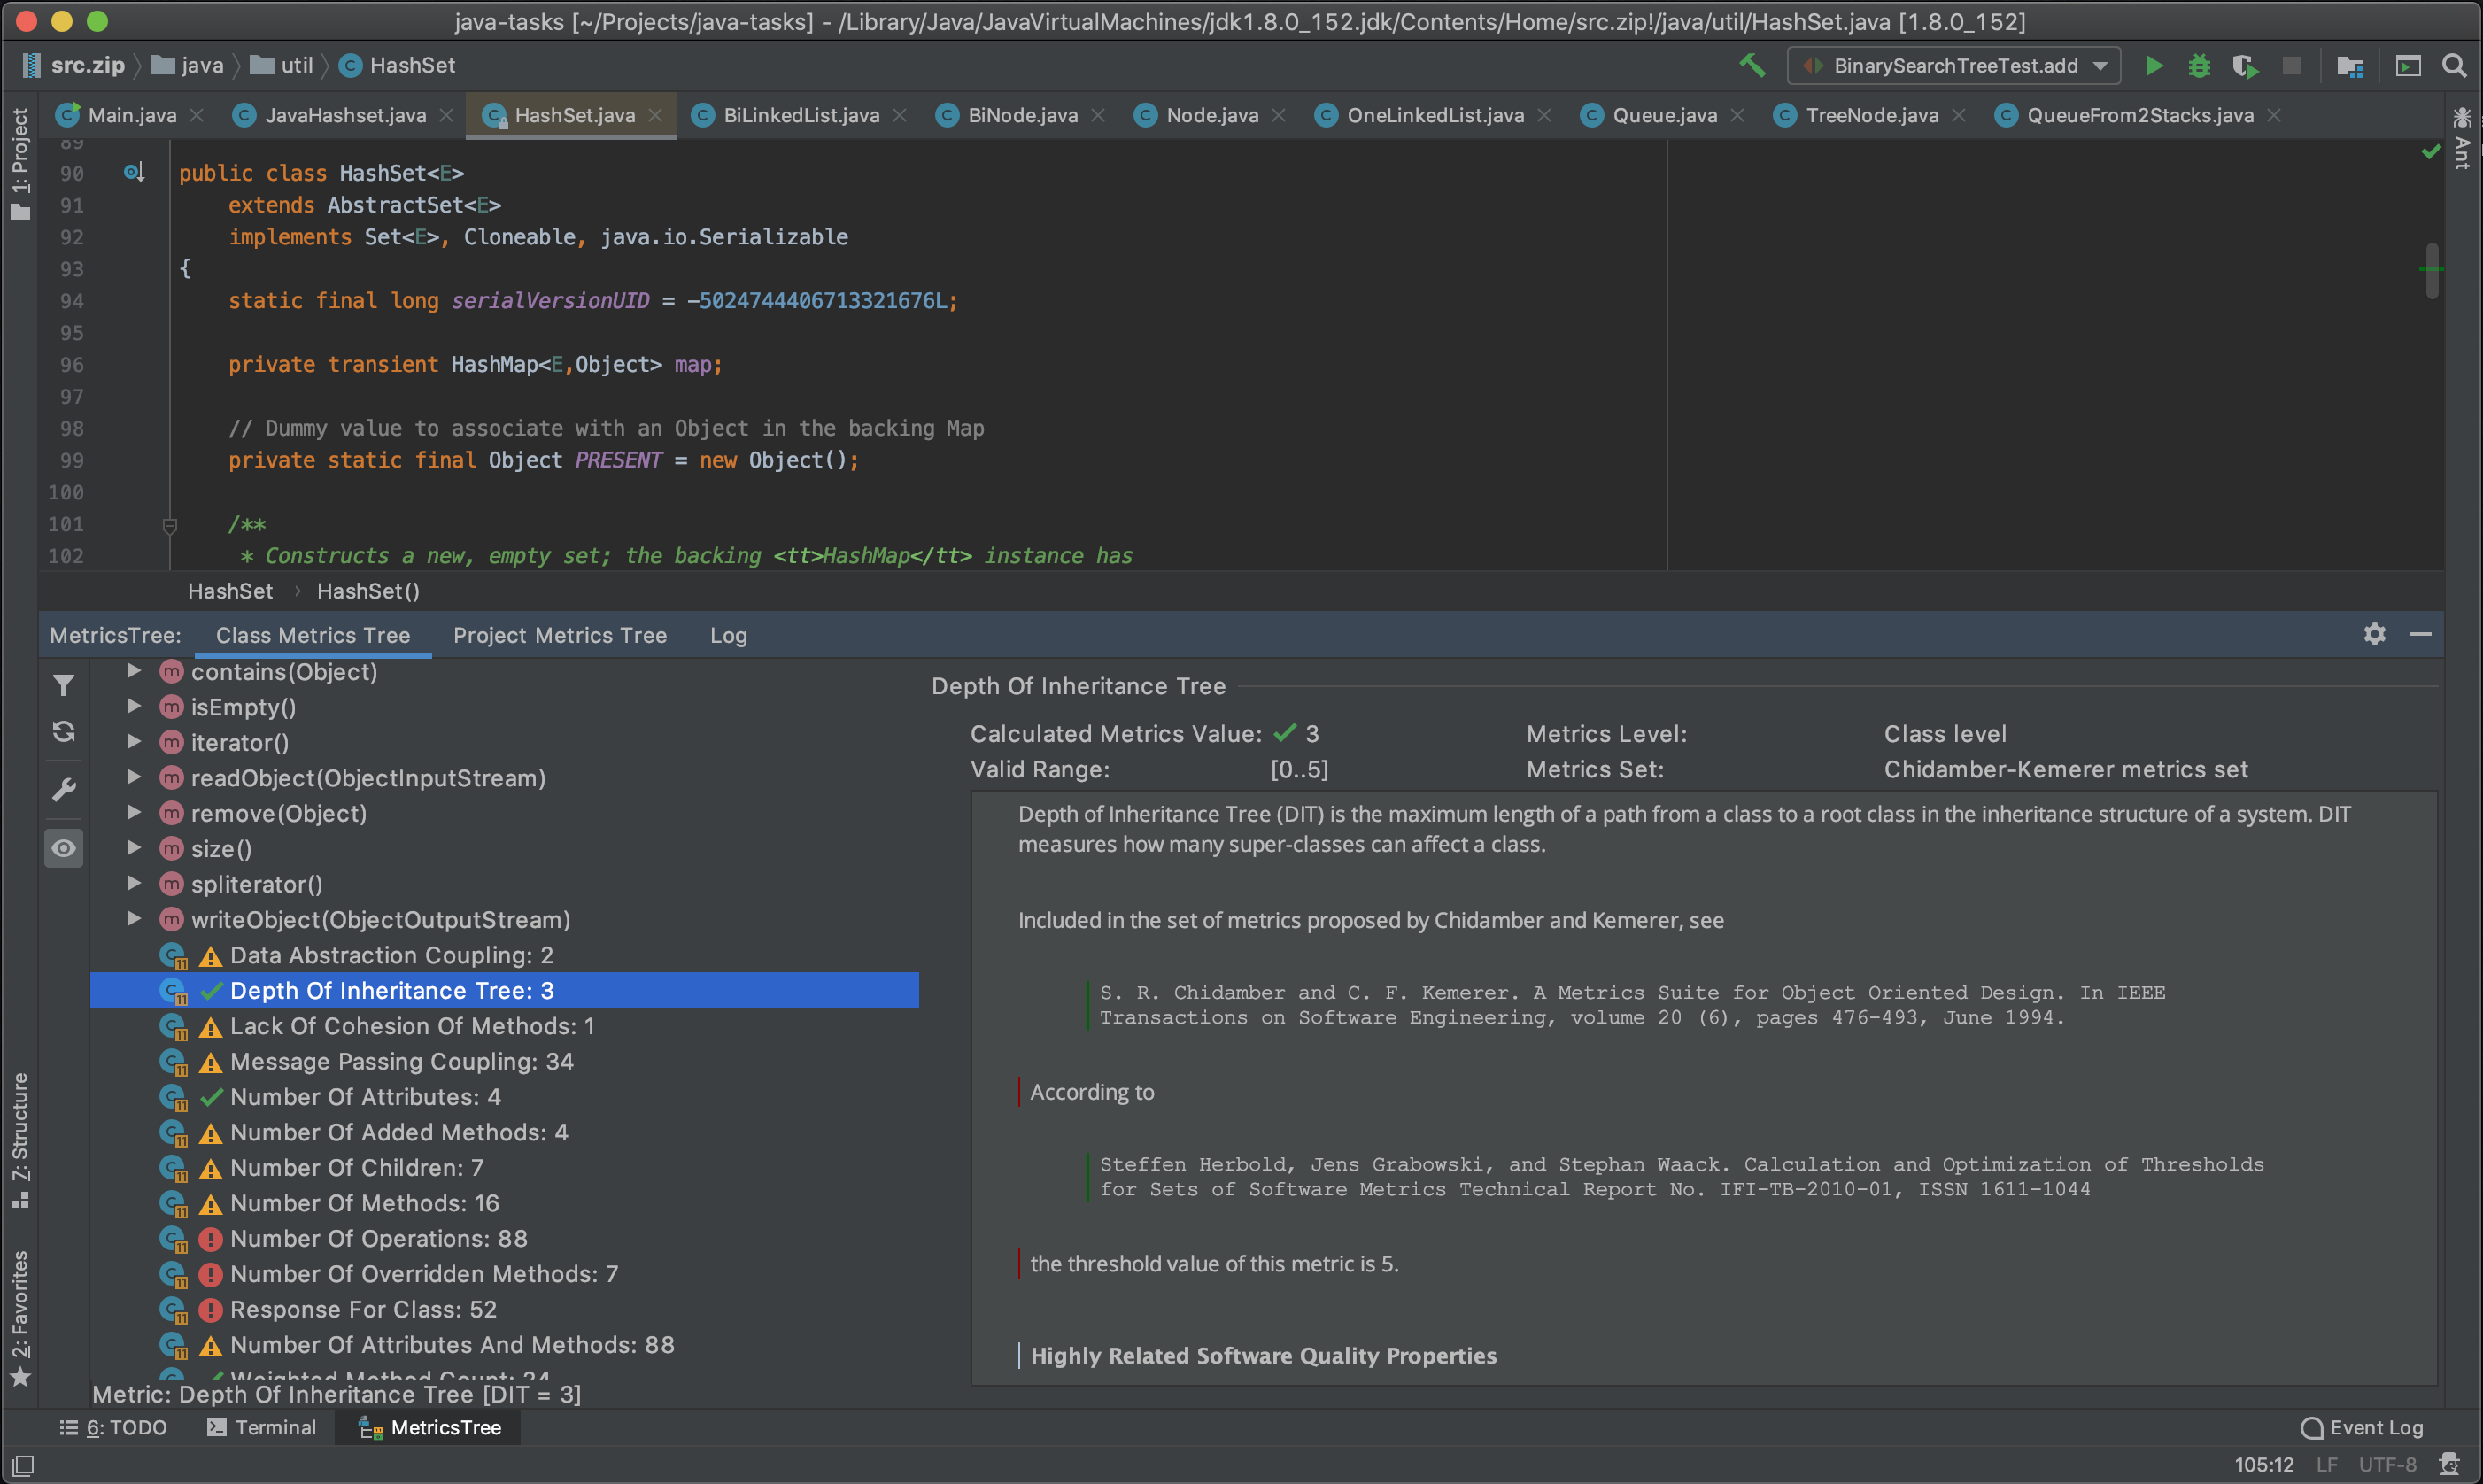 java-tasks [~/Projects/java-tasks] - /Library/Java/JavaVirtualMachines/jdk1.8.0_152.jdk/Contents/Home/src.zip!/java/util/HashSet.java [1.8.0_152]
src.zip java util HashSet
BinarySearchTreeTest.add
Main.java JavaHashset.java HashSet.java BiLinkedList.java BiNode.java Node.java OneLinkedList.java Queue.java TreeNode.java QueueFrom2Stacks.java
1: Project
Ant
89
90 public class HashSet<E>
91 extends AbstractSet<E>
92 implements Set<E>, Cloneable, java.io.Serializable
93 {
94 static final long serialVersionUID = -5024744406713321676L;
95
96 private transient HashMap<E,Object> map;
97
98 // Dummy value to associate with an Object in the backing Map
99 private static final Object PRESENT = new Object();
100
101 /**
102 * Constructs a new, empty set; the backing <tt>HashMap</tt> instance has
HashSet › HashSet()
MetricsTree: Class Metrics Tree Project Metrics Tree Log
contains(Object)
isEmpty()
iterator()
readObject(ObjectInputStream)
remove(Object)
size()
spliterator()
writeObject(ObjectOutputStream)
Data Abstraction Coupling: 2
Depth Of Inheritance Tree: 3
Lack Of Cohesion Of Methods: 1
Message Passing Coupling: 34
Number Of Attributes: 4
Number Of Added Methods: 4
Number Of Children: 7
Number Of Methods: 16
Number Of Operations: 88
Number Of Overridden Methods: 7
Response For Class: 52
Number Of Attributes And Methods: 88
Weighted Method Count: 24
Metric: Depth Of Inheritance Tree [DIT = 3]
Depth Of Inheritance Tree
Calculated Metrics Value: 3 Metrics Level: Class level
Valid Range: [0..5] Metrics Set: Chidamber-Kemerer metrics set
Depth of Inheritance Tree (DIT) is the maximum length of a path from a class to a root class in the inheritance structure of a system. DIT
measures how many super-classes can affect a class.
Included in the set of metrics proposed by Chidamber and Kemerer, see
S. R. Chidamber and C. F. Kemerer. A Metrics Suite for Object Oriented Design. In IEEE
Transactions on Software Engineering, volume 20 (6), pages 476-493, June 1994.
According to
Steffen Herbold, Jens Grabowski, and Stephan Waack. Calculation and Optimization of Thresholds
for Sets of Software Metrics Technical Report No. IFI-TB-2010-01, ISSN 1611-1044
the threshold value of this metric is 5.
Highly Related Software Quality Properties
7: Structure
2: Favorites
6: TODO Terminal MetricsTree Event Log
105:12 LF UTF-8